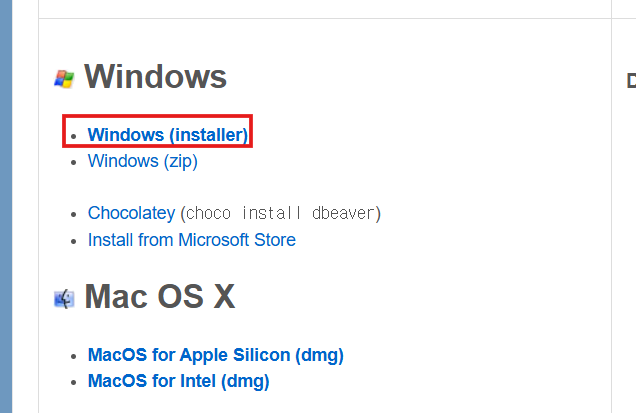 Windows
Windows (installer)
Windows (zip)
Chocolatey (choco install dbeaver)
Install from Microsoft Store
Mac OS X
MacOS for Apple Silicon (dmg)
MacOS for Intel (dmg)